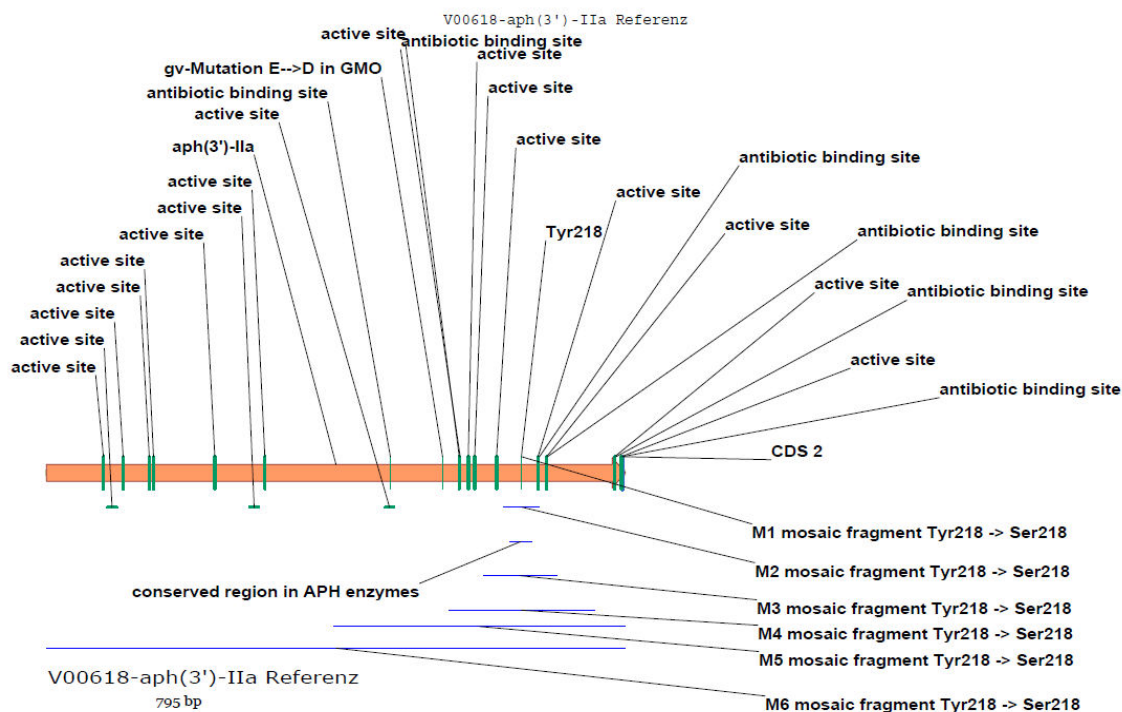 V00618-aph(3')-IIa Referenz
active site
antibiotic binding site
active site
gv-Mutation E-->D in GMO
antibiotic binding site
active site
active site
aph(3')-IIa
active site
antibiotic binding site
active site
active site
active site
Tyr218
active site
antibiotic binding site
active site
active site
active site
antibiotic binding site
active site
active site
active site
active site
antibiotic binding site
CDS 2
M1 mosaic fragment Tyr218 -> Ser218
M2 mosaic fragment Tyr218 -> Ser218
conserved region in APH enzymes
M3 mosaic fragment Tyr218 -> Ser218
M4 mosaic fragment Tyr218 -> Ser218
M5 mosaic fragment Tyr218 -> Ser218
V00618-aph(3')-IIa Referenz
795 bp
M6 mosaic fragment Tyr218 -> Ser218